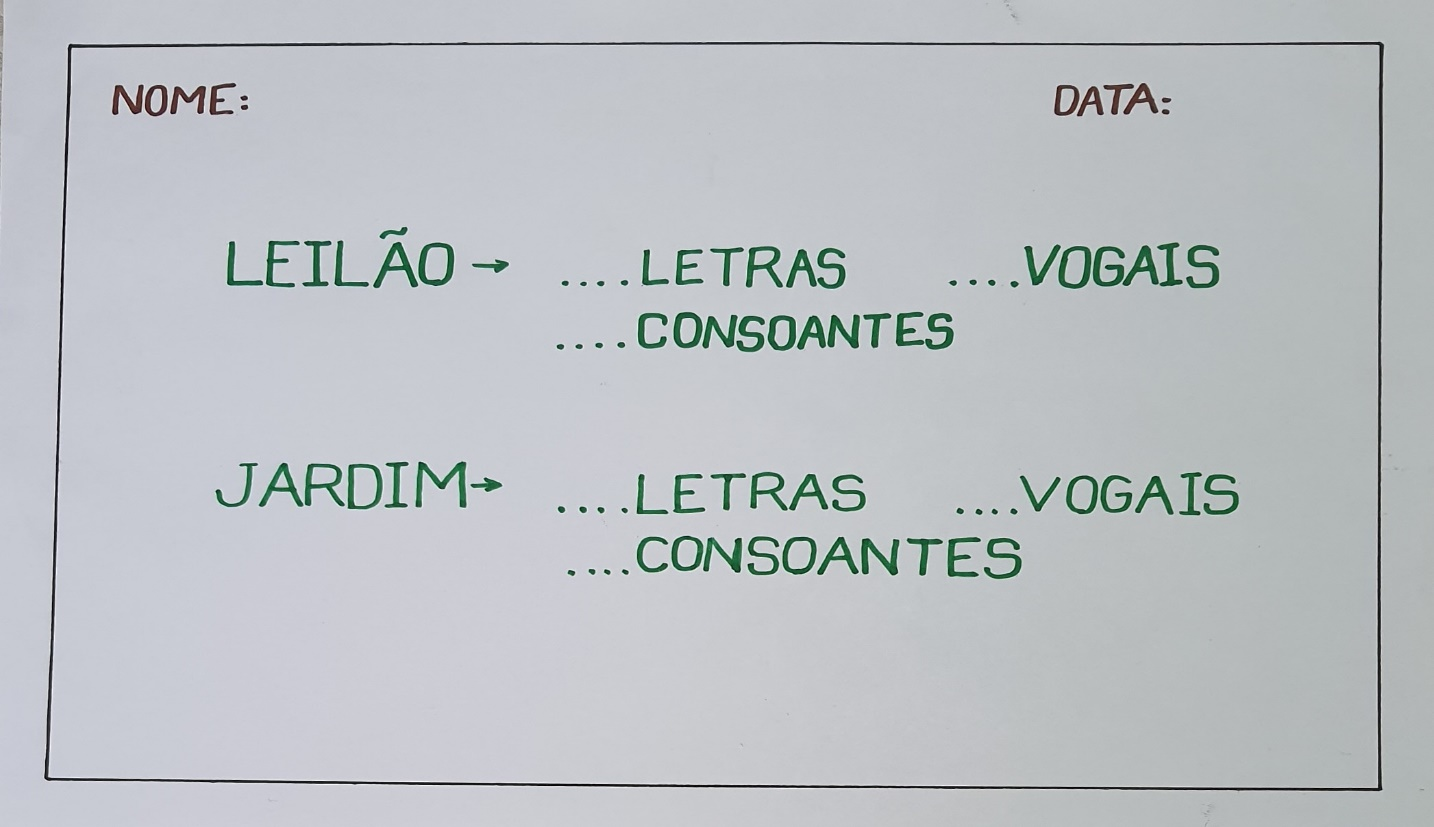 NOME: DATA:
LEILÃO → ....LETRAS ....VOGAIS
....CONSOANTES
JARDIM→ ....LETRAS ....VOGAIS
....CONSOANTES